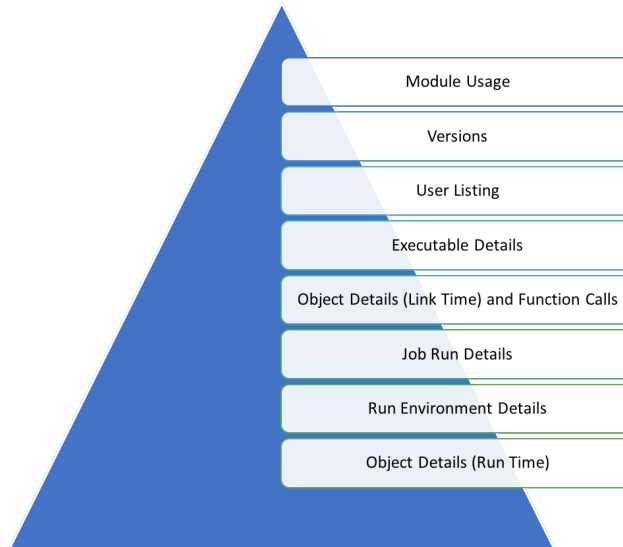 Module Usage
Versions
User Listing
Executable Details
Object Details (Link Time) and Function Calls
Job Run Details
Run Environment Details
Object Details (Run Time)